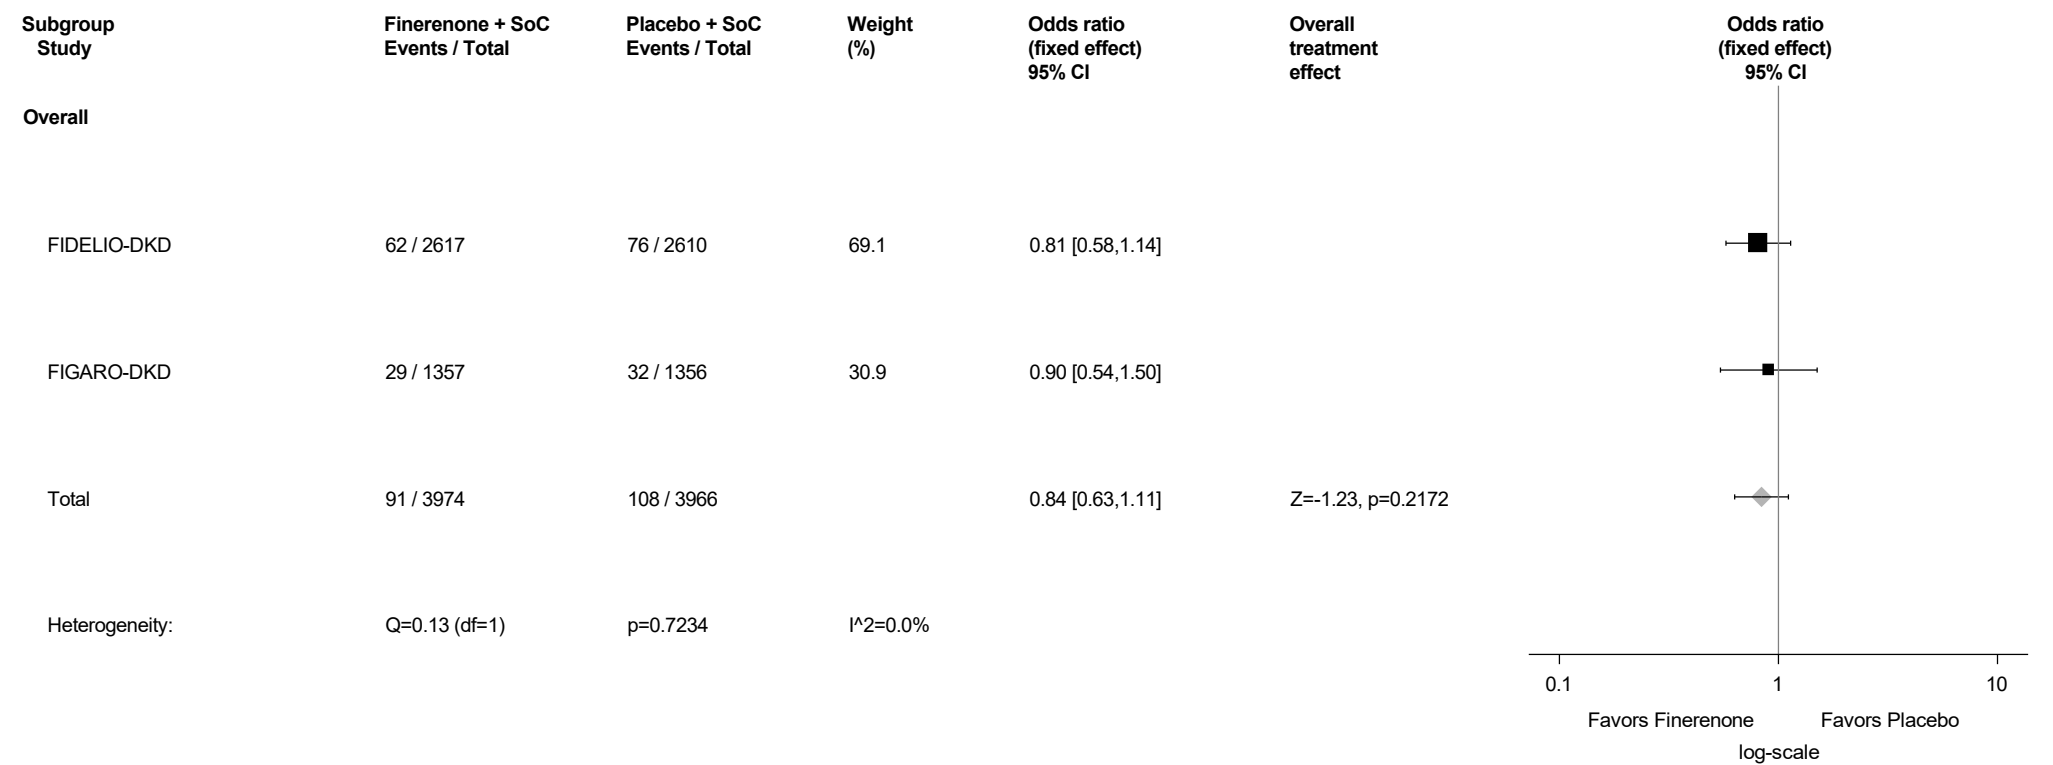 Subgroup Finerenone + SoC Placebo + SoC Weight Odds ratio Overall Odds ratio
Study Events / Total Events / Total (%) (fixed effect) treatment (fixed effect)
95% CI effect 95% CI
Overall
FIDELIO-DKD 62 / 2617 76 / 2610 69.1 0.81 [0.58,1.14]
FIGARO-DKD 29 / 1357 32 / 1356 30.9 0.90 [0.54,1.50]
Total 91 / 3974 108 / 3966 0.84 [0.63,1.11] Z=-1.23, p=0.2172
Heterogeneity: Q=0.13 (df=1) p=0.7234 I^2=0.0%
0.1 1 10
Favors Finerenone Favors Placebo
log-scale